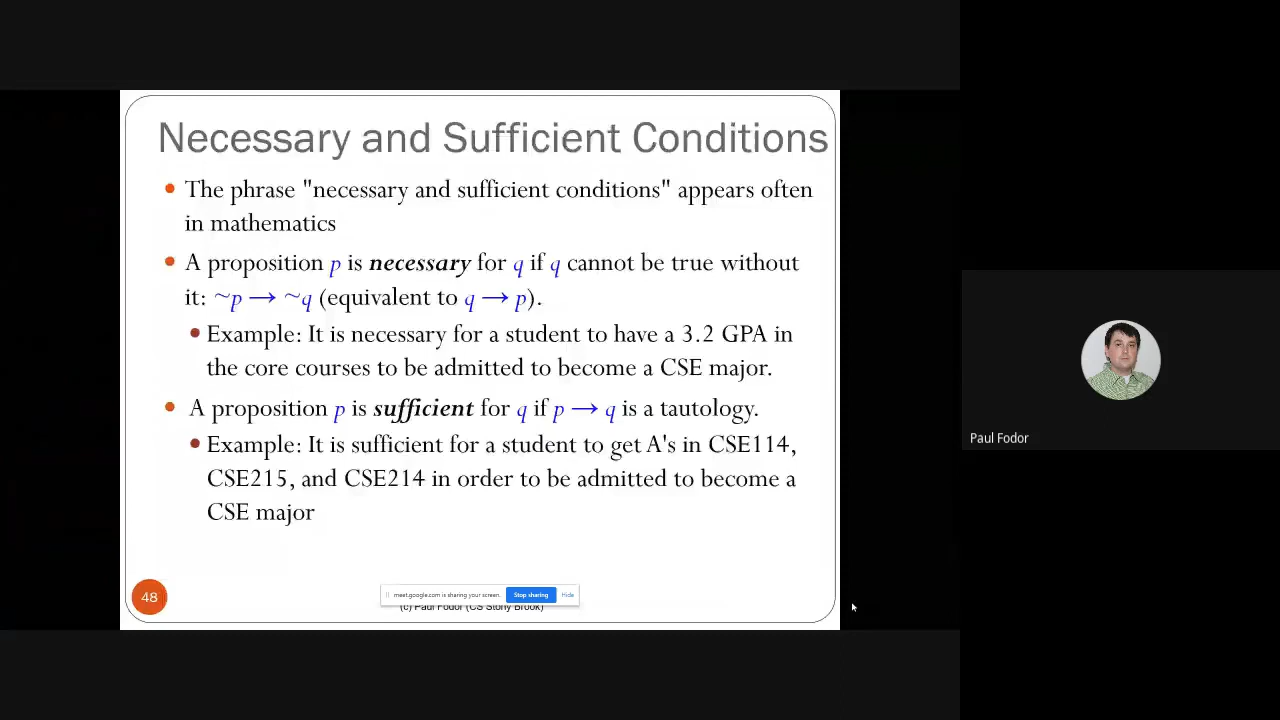 Necessary and Sufficient Conditions
• The phrase "necessary and sufficient conditions" appears often
in mathematics
• A proposition p is necessary for q if q cannot be true without
it: ~p → ~q (equivalent to q → p).
• Example: It is necessary for a student to have a 3.2 GPA in
the core courses to be admitted to become a CSE major.
• A proposition p is sufficient for q if p → q is a tautology.
• Example: It is sufficient for a student to get A's in CSE114,
CSE215, and CSE214 in order to be admitted to become a
CSE major
48
meet.google.com is sharing your screen. Stop sharing Hide
(c) Paul Fodor (CS Stony Brook)
Paul Fodor